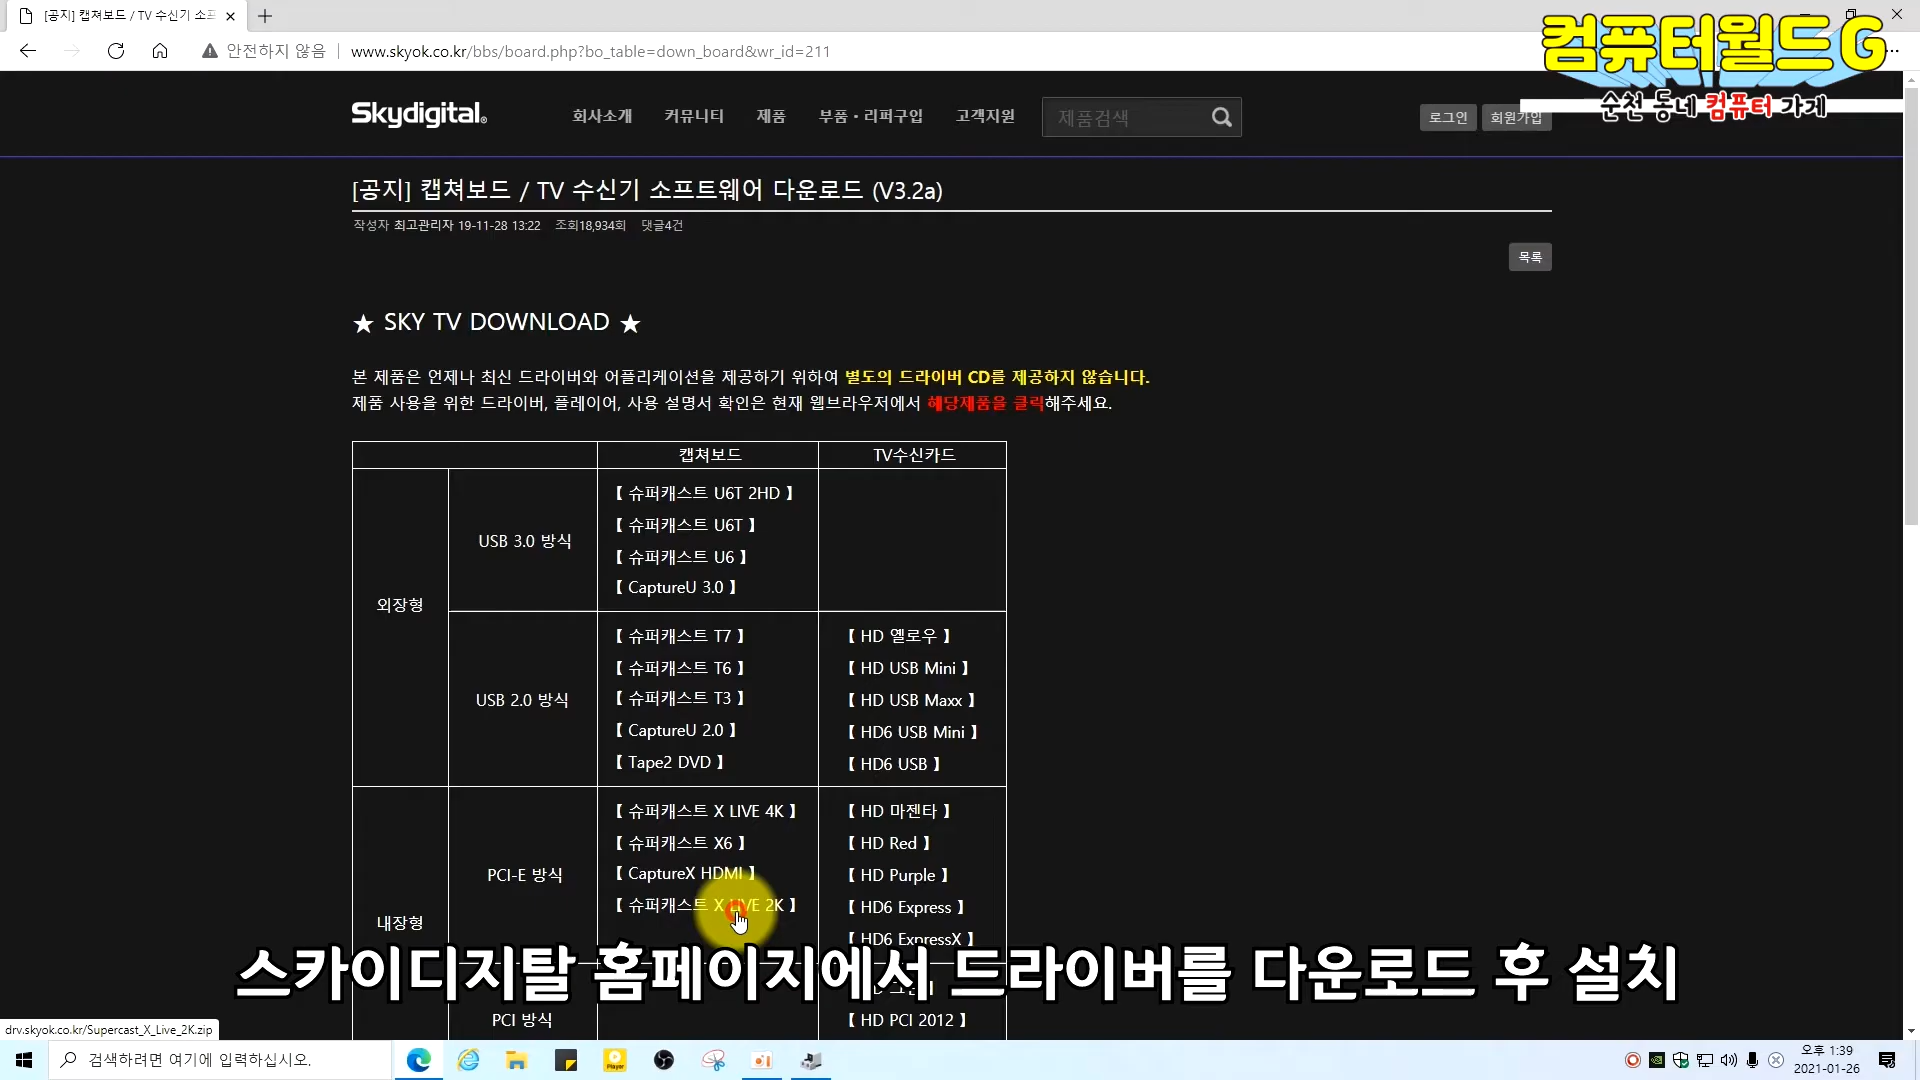 [공지] 캡쳐보드 / TV 수신기 소프
안전하지 않음 www.skyok.co.kr/bbs/board.php?bo_table=down_board&wr_id=211
컴퓨터월드G
순천 동네 컴퓨터 가게
Skydigital. 회사소개 커뮤니티 제품 부품・리퍼구입 고객지원 제품검색 로그인 회원가입
[공지] 캡쳐보드 / TV 수신기 소프트웨어 다운로드 (V3.2a)
작성자 최고관리자 19-11-28 13:22 조회18,934회 댓글4건
목록
★ SKY TV DOWNLOAD ★
본 제품은 언제나 최신 드라이버와 어플리케이션을 제공하기 위하여 별도의 드라이버 CD를 제공하지 않습니다.
제품 사용을 위한 드라이버, 플레이어, 사용 설명서 확인은 현재 웹브라우저에서 해당제품을 클릭해주세요.
캡쳐보드 TV수신카드
외장형
USB 3.0 방식
【 슈퍼캐스트 U6T 2HD 】
【 슈퍼캐스트 U6T 】
【 슈퍼캐스트 U6 】
【 CaptureU 3.0 】
USB 2.0 방식
【 슈퍼캐스트 T7 】
【 슈퍼캐스트 T6 】
【 슈퍼캐스트 T3 】
【 CaptureU 2.0 】
【 Tape2 DVD 】
【 HD 옐로우 】
【 HD USB Mini 】
【 HD USB Maxx 】
【 HD6 USB Mini 】
【 HD6 USB 】
내장형
PCI-E 방식
【 슈퍼캐스트 X LIVE 4K 】
【 슈퍼캐스트 X6 】
【 CaptureX HDMI 】
【 슈퍼캐스트 X LIVE 2K 】
【 HD 마젠타 】
【 HD Red 】
【 HD Purple 】
【 HD6 Express 】
【 HD6 ExpressX 】
PCI 방식
【 HD PCI 2012 】
스카이디지탈 홈페이지에서 드라이버를 다운로드 후 설치
drv.skyok.co.kr/Supercast_X_Live_2K.zip
검색하려면 여기에 입력하십시오.
Player
오후 1:39
2021-01-26